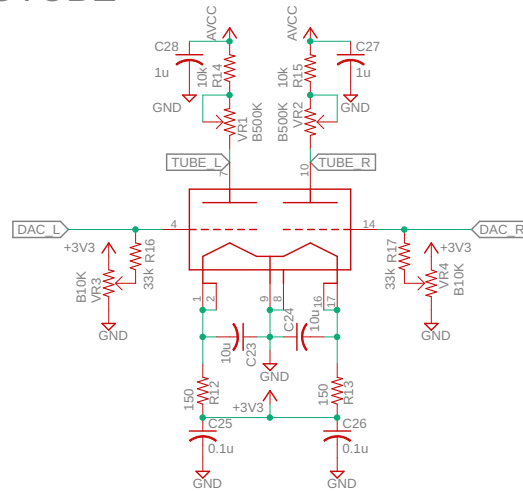 AVCC
AVCC
C28
1u
GND
10k
R14
10k
R15
C27
1u
GND
B500K
VR1
B500K
VR2
TUBE_L
7
TUBE_R
10
DAC_L
4
14
DAC_R
+3V3
R16
33k
B10K
VR3
GND
R17
33k
+3V3
VR4
B10K
GND
1
2
9
8
16
17
10u
C23
C24
10u
GND
150
R12
+3V3
150
R13
C25
0.1u
GND
C26
0.1u
GND